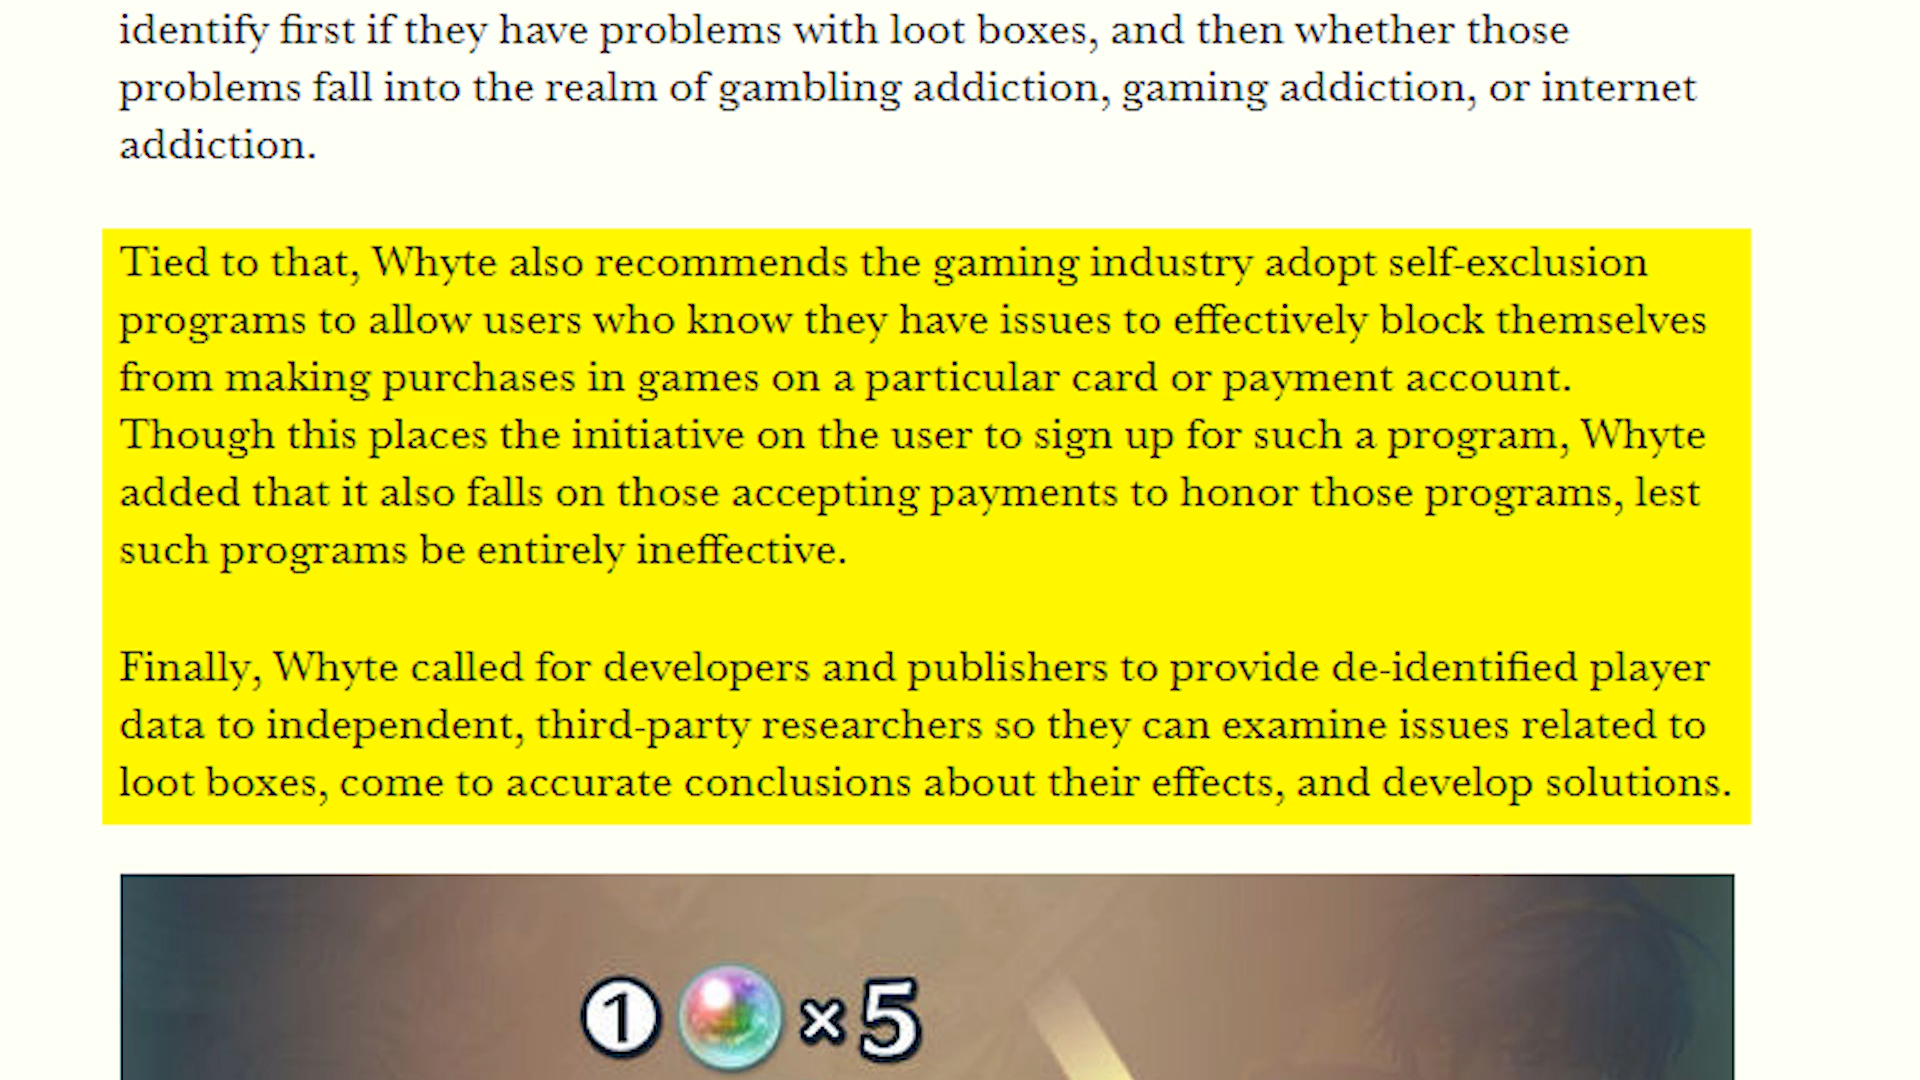 identify first if they have problems with loot boxes, and then whether those
problems fall into the realm of gambling addiction, gaming addiction, or internet
addiction.
Tied to that, Whyte also recommends the gaming industry adopt self-exclusion
programs to allow users who know they have issues to effectively block themselves
from making purchases in games on a particular card or payment account.
Though this places the initiative on the user to sign up for such a program, Whyte
added that it also falls on those accepting payments to honor those programs, lest
such programs be entirely ineffective.
Finally, Whyte called for developers and publishers to provide de-identified player
data to independent, third-party researchers so they can examine issues related to
loot boxes, come to accurate conclusions about their effects, and develop solutions.
① ×5